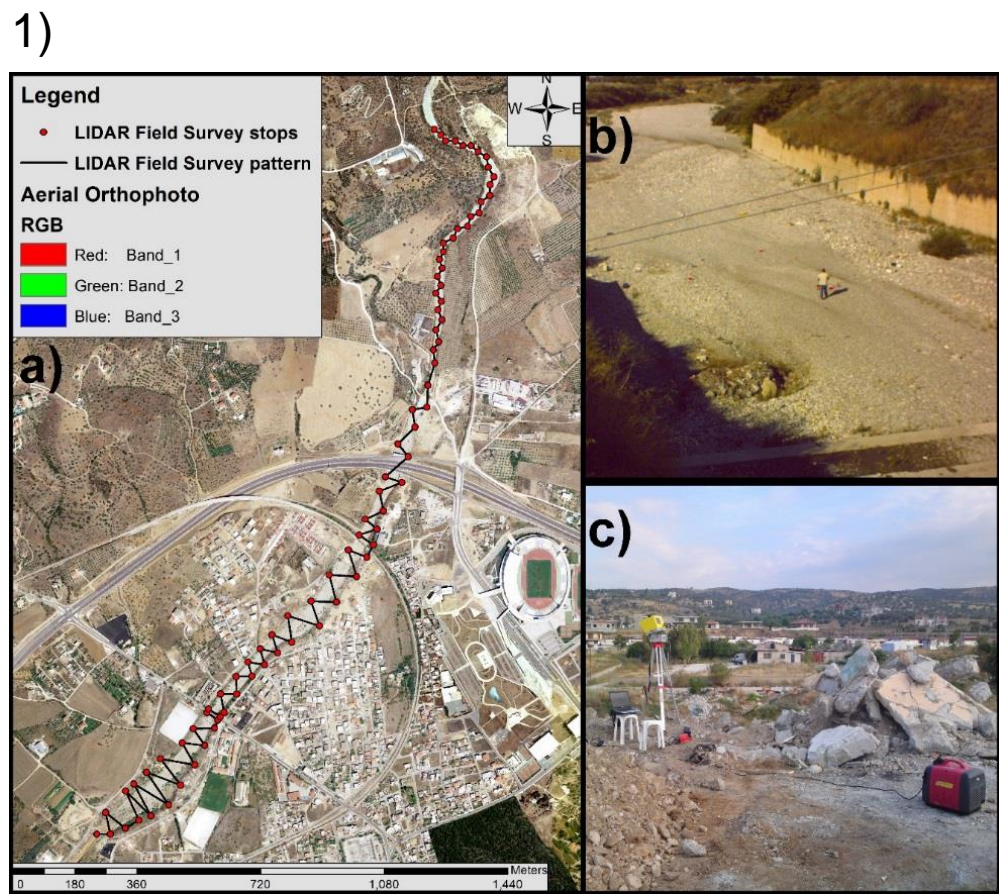 1)
Legend
LIDAR Field Survey stops
LIDAR Field Survey pattern
Aerial Orthophoto
RGB
Red: Band_1
Green: Band_2
Blue: Band_3
N
W E
S
a)
b)
c)
Meters
0 180 360 720 1,080 1,440